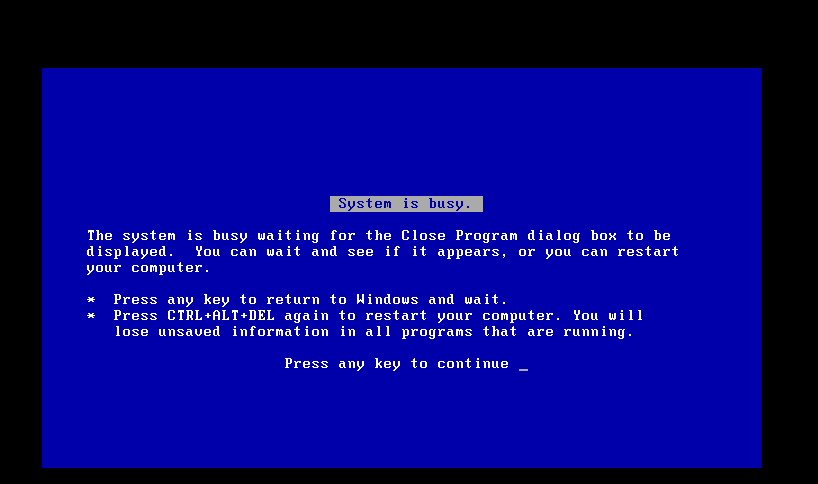 System is busy.
The system is busy waiting for the Close Program dialog box to be
displayed.  You can wait and see if it appears, or you can restart
your computer.
*  Press any key to return to Windows and wait.
*  Press CTRL+ALT+DEL again to restart your computer. You will
lose unsaved information in all programs that are running.
Press any key to continue _